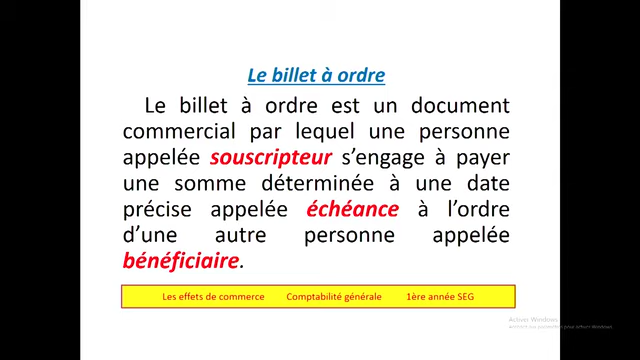 Le billet à ordre
Le billet à ordre est un document
commercial par lequel une personne
appelée souscripteur s'engage à payer
une somme déterminée à une date
précise appelée échéance à l'ordre
d'une autre personne appelée
bénéficiaire.
Les effets de commerce Comptabilité générale 1ère année SEG
Activer Windows